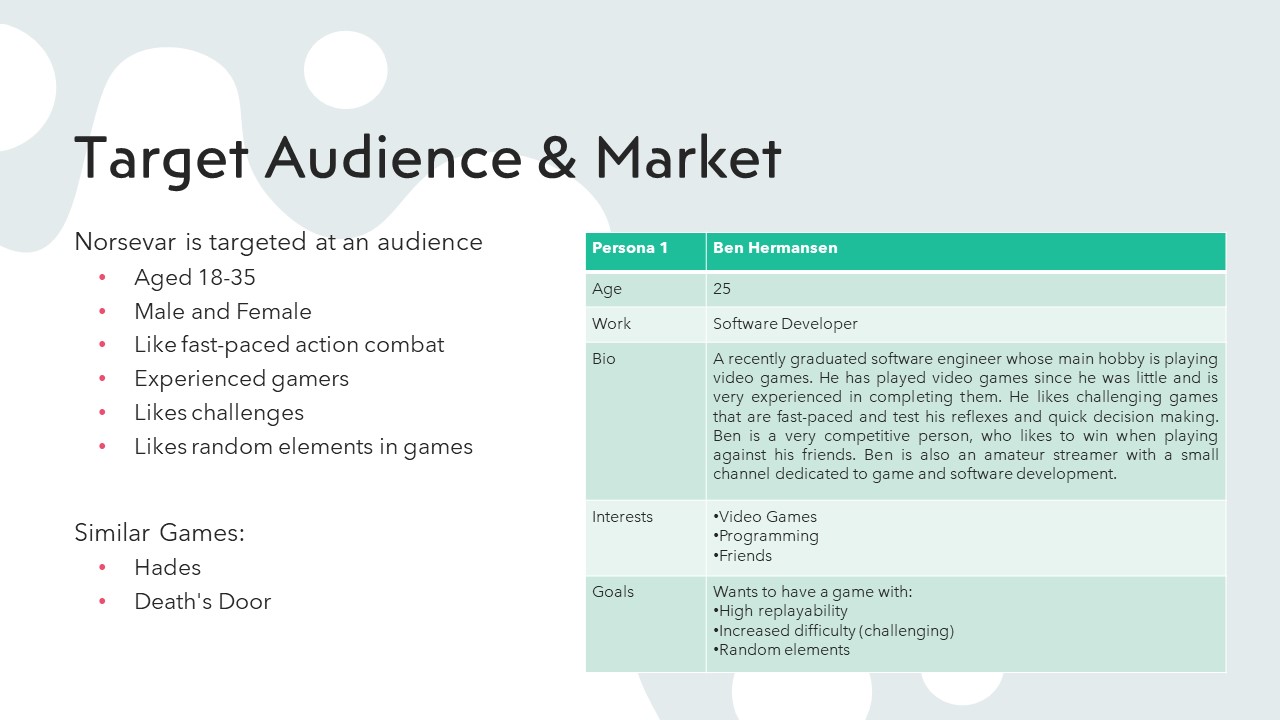 Target Audience & Market
Norsevar is targeted at an audience
• Aged 18-35
• Male and Female
• Like fast-paced action combat
• Experienced gamers
• Likes challenges
• Likes random elements in games
Similar Games:
• Hades
• Death's Door
Persona 1 Ben Hermansen
Age 25
Work Software Developer
Bio A recently graduated software engineer whose main hobby is playing
video games. He has played video games since he was little and is
very experienced in completing them. He likes challenging games
that are fast-paced and test his reflexes and quick decision making.
Ben is a very competitive person, who likes to win when playing
against his friends. Ben is also an amateur streamer with a small
channel dedicated to game and software development.
Interests •Video Games
•Programming
•Friends
Goals Wants to have a game with:
•High replayability
•Increased difficulty (challenging)
•Random elements